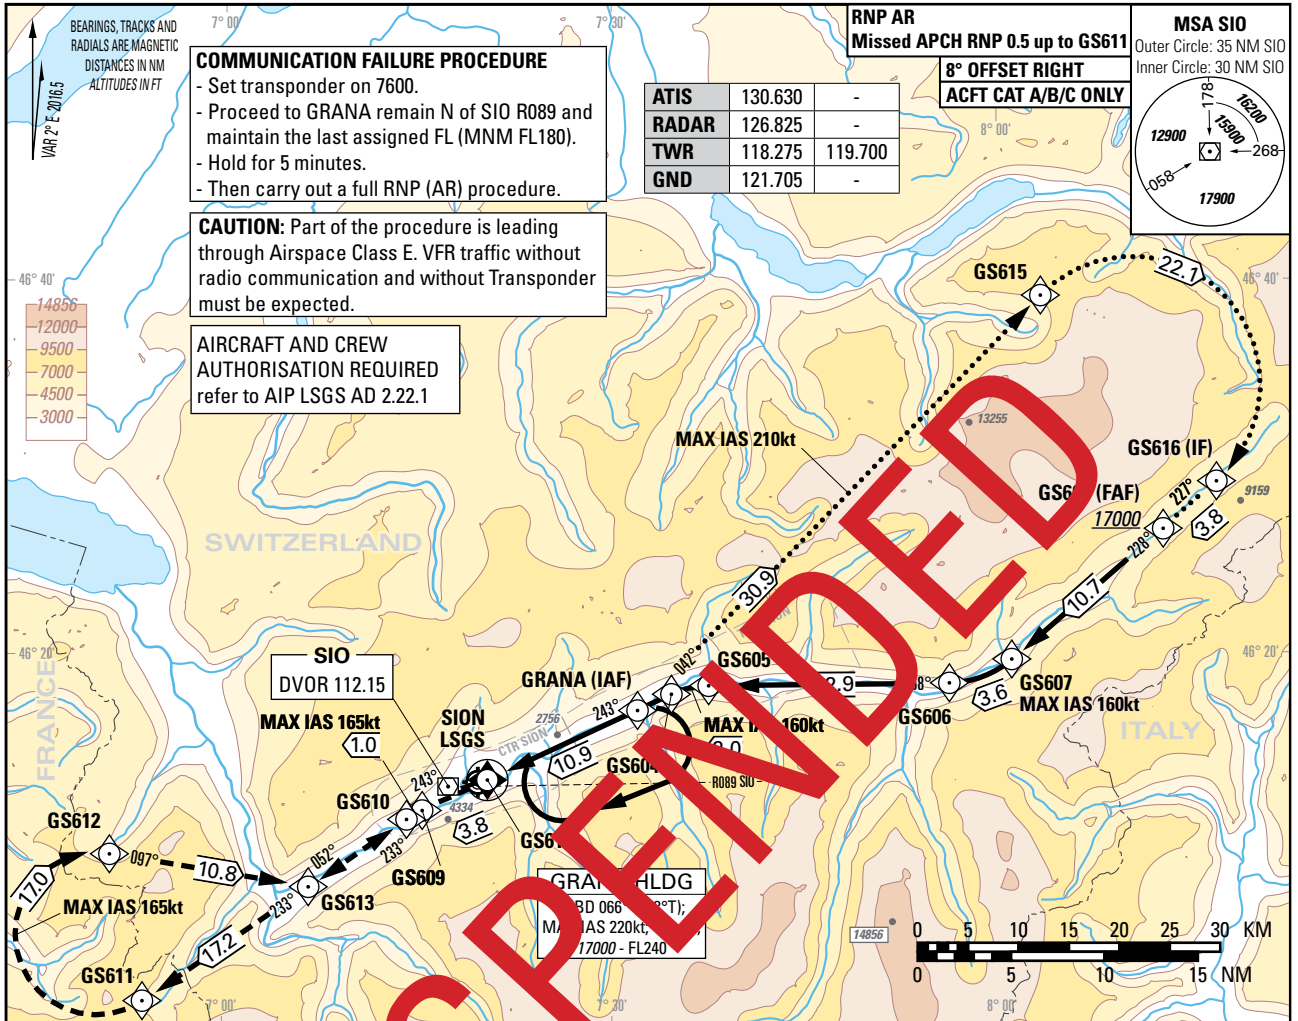 BEARINGS, TRACKS AND
RADIALS ARE MAGNETIC
DISTANCES IN NM
ALTITUDES IN FT
VAR 2° E 2016.5
7° 00'
7° 30'
COMMUNICATION FAILURE PROCEDURE
- Set transponder on 7600.
- Proceed to GRANA remain N of SIO R089 and
maintain the last assigned FL (MNM FL180).
- Hold for 5 minutes.
- Then carry out a full RNP (AR) procedure.
CAUTION: Part of the procedure is leading
through Airspace Class E. VFR traffic without
radio communication and without Transponder
must be expected.
AIRCRAFT AND CREW
AUTHORISATION REQUIRED
refer to AIP LSGS AD 2.22.1
ATIS 130.630 -
RADAR 126.825 -
TWR 118.275 119.700
GND 121.705 -
RNP AR
Missed APCH RNP 0.5 up to GS611
8° OFFSET RIGHT
ACFT CAT A/B/C ONLY
8° 00'
MSA SIO
Outer Circle: 35 NM SIO
Inner Circle: 30 NM SIO
178
16200
15900
12900
268
058
17900
46° 40'
46° 40'
14856
12000
9500
7000
4500
3000
GS615
22.1
13255
MAX IAS 210kt
GS616 (IF)
227°
9159
(FAF)
17000
3.8
228°
10.7
SWITZERLAND
FRANCE
ITALY
46° 20'
46° 20'
30.9
042°
GS605
GS607
MAX IAS 160kt
3.6
GS606
SIO
DVOR 112.15
GRANA (IAF)
243°
2756
CTR SION
10.9
SION
LSGS
MAX IAS 165kt
1.0
243°
R089 SIO
4334
3.8
GS610
233°
GS609
GS612
097°
10.8
052°
GS613
233°
17.0
MAX IAS 165kt
17.2
GS611
HLDG
MAX IAS 220kt,
17000 - FL240
14856
0 5 10 15 20 25 30 KM
0 5 10 15 NM
7° 00'
8° 00'
SPENDED